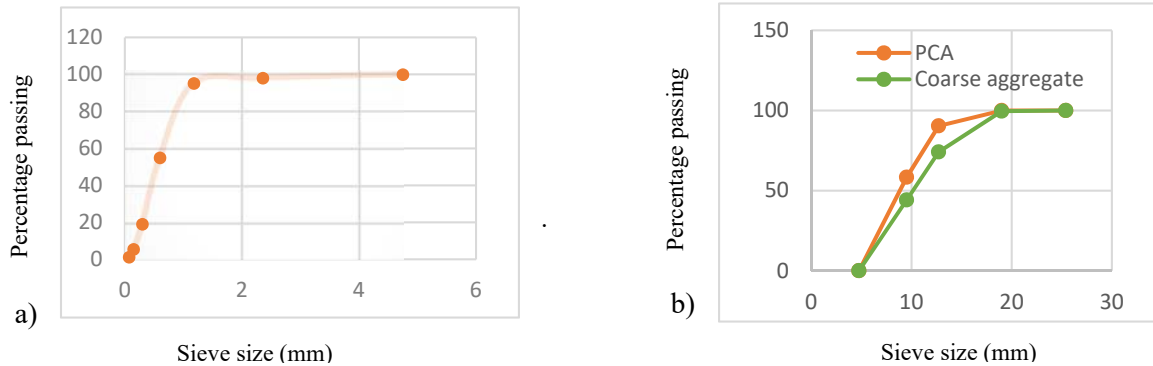 Percentage passing
120
100
80
60
40
20
0
0 2 4 6
a)
Sieve size (mm)
.
Percentage passing
150
100
50
0
PCA
Coarse aggregate
0 10 20 30
b)
Sieve size (mm)